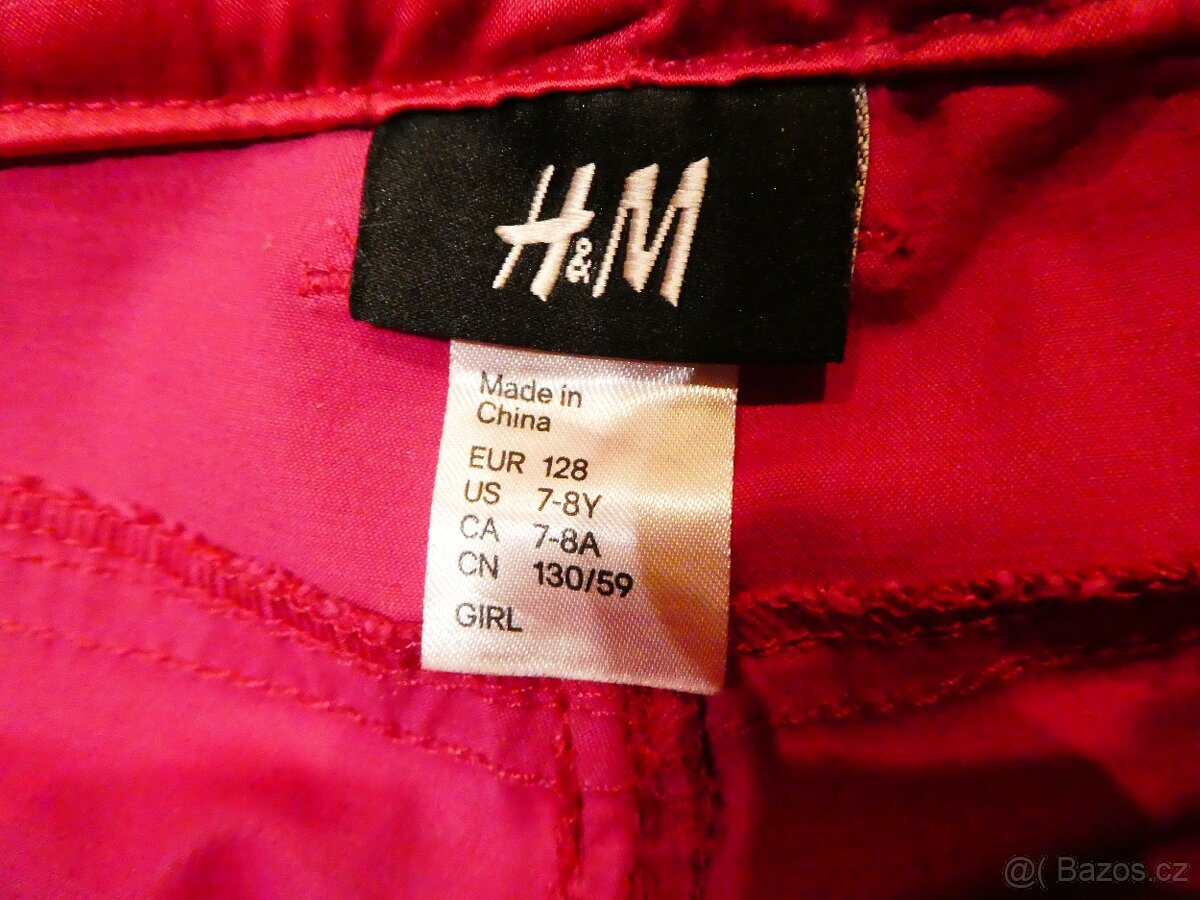 H&M
Made in
China
EUR 128
US 7-8Y
CA 7-8A
CN 130/59
GIRL
@( Bazos.cz